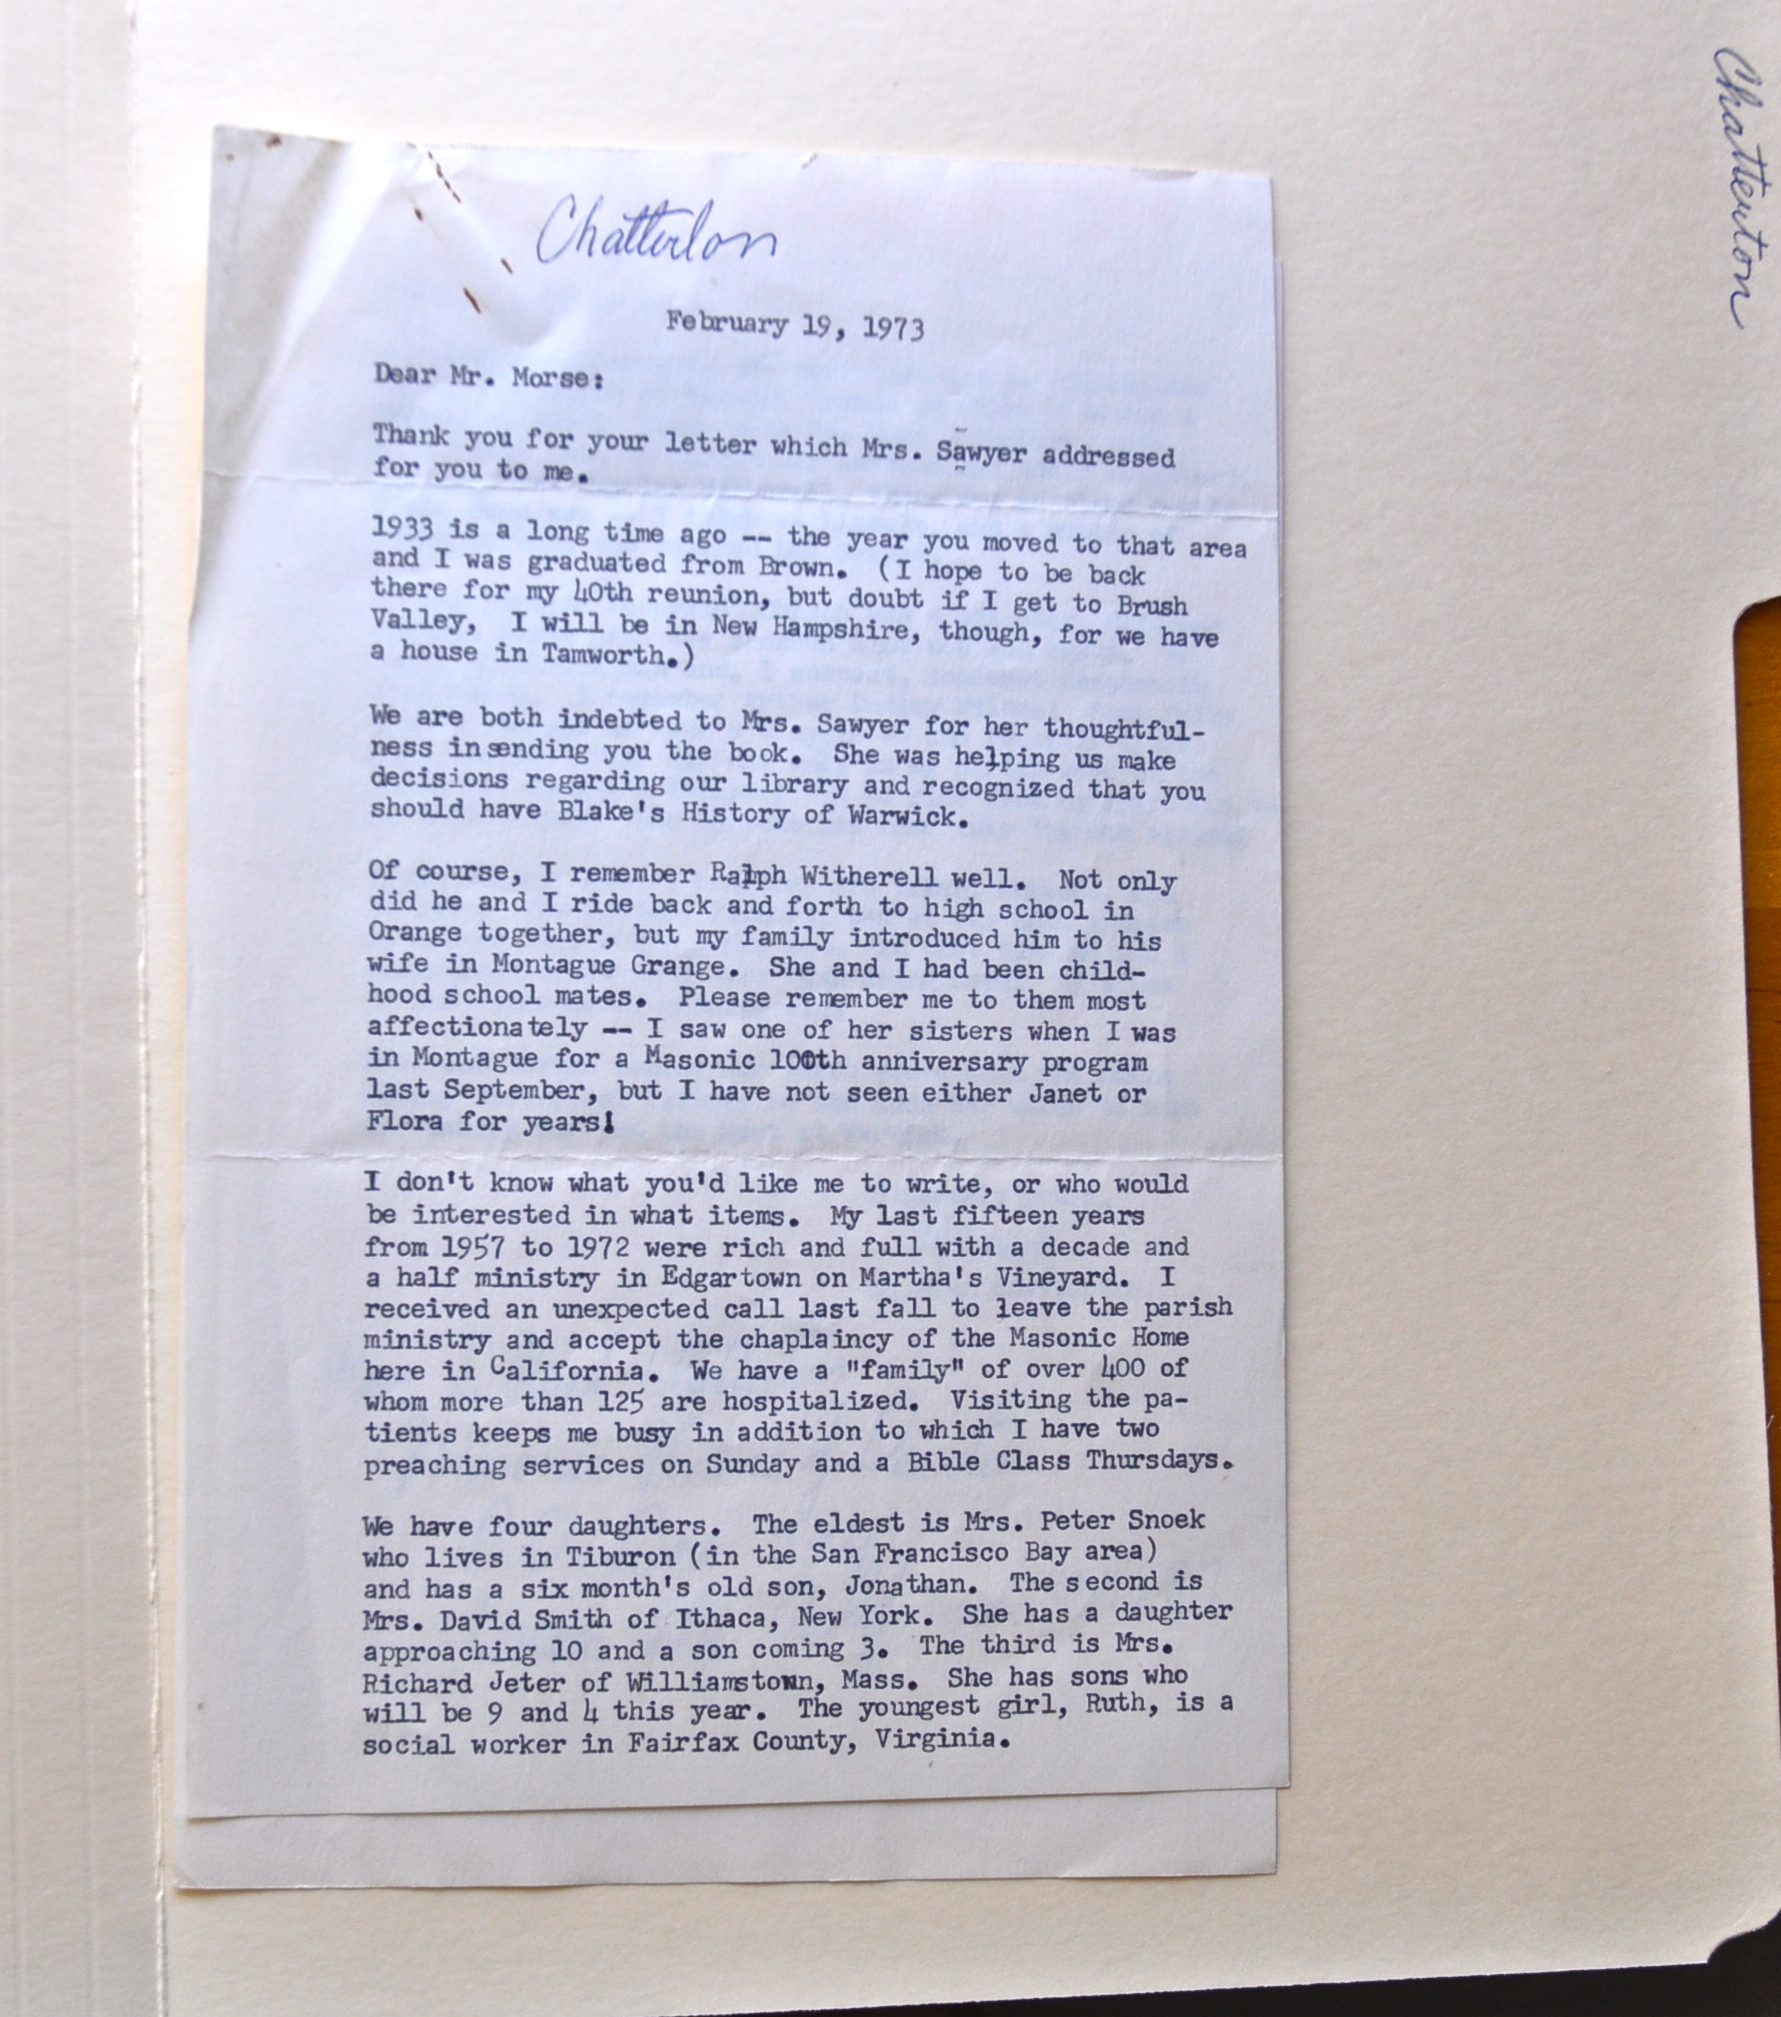 Chatterton
Chatterton
February 19, 1973
Dear Mr. Morse:
Thank you for your letter which Mrs. Sawyer addressed
for you to me.
1933 is a long time ago -- the year you moved to that area
and I was graduated from Brown. (I hope to be back
there for my 40th reunion, but doubt if I get to Brush
Valley, I will be in New Hampshire, though, for we have
a house in Tamworth.)
We are both indebted to Mrs. Sawyer for her thoughtful-
ness in sending you the book. She was helping us make
decisions regarding our library and recognized that you
should have Blake's History of Warwick.
Of course, I remember Ralph Witherell well. Not only
did he and I ride back and forth to high school in
Orange together, but my family introduced him to his
wife in Montague Grange. She and I had been child-
hood school mates. Please remember me to them most
affectionately -- I saw one of her sisters when I was
in Montague for a Masonic 100th anniversary program
last September, but I have not seen either Janet or
Flora for years!
I don't know what you'd like me to write, or who would
be interested in what items. My last fifteen years
from 1957 to 1972 were rich and full with a decade and
a half ministry in Edgartown on Martha's Vineyard. I
received an unexpected call last fall to leave the parish
ministry and accept the chaplaincy of the Masonic Home
here in California. We have a "family" of over 400 of
whom more than 125 are hospitalized. Visiting the pa-
tients keeps me busy in addition to which I have two
preaching services on Sunday and a Bible Class Thursdays.
We have four daughters. The eldest is Mrs. Peter Snoek
who lives in Tiburon (in the San Francisco Bay area)
and has a six month's old son, Jonathan. The second is
Mrs. David Smith of Ithaca, New York. She has a daughter
approaching 10 and a son coming 3. The third is Mrs.
Richard Jeter of Williamstown, Mass. She has sons who
will be 9 and 4 this year. The youngest girl, Ruth, is a
social worker in Fairfax County, Virginia.